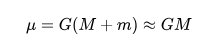 μ = G(M + m) ≈ GM